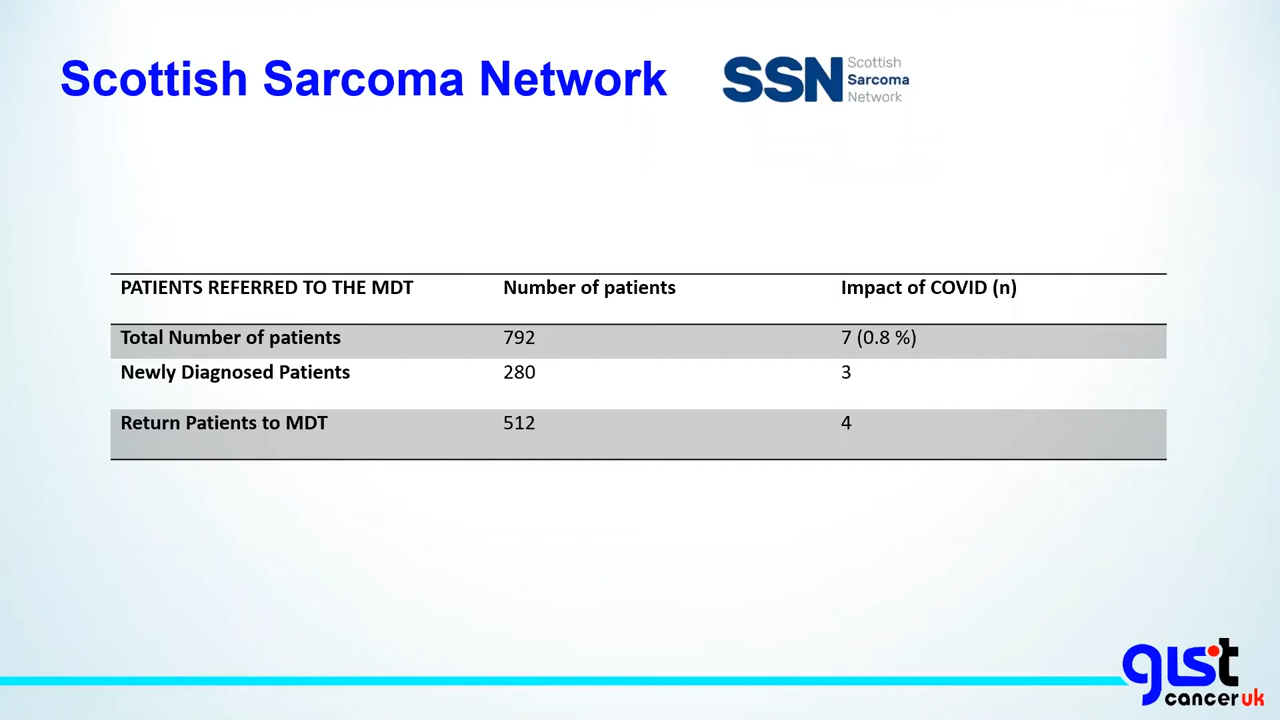 Scottish Sarcoma Network
SSN Scottish
Sarcoma
Network
PATIENTS REFERRED TO THE MDT Number of patients Impact of COVID (n)
Total Number of patients 792 7 (0.8 %)
Newly Diagnosed Patients 280 3
Return Patients to MDT 512 4
gist
cancer uk